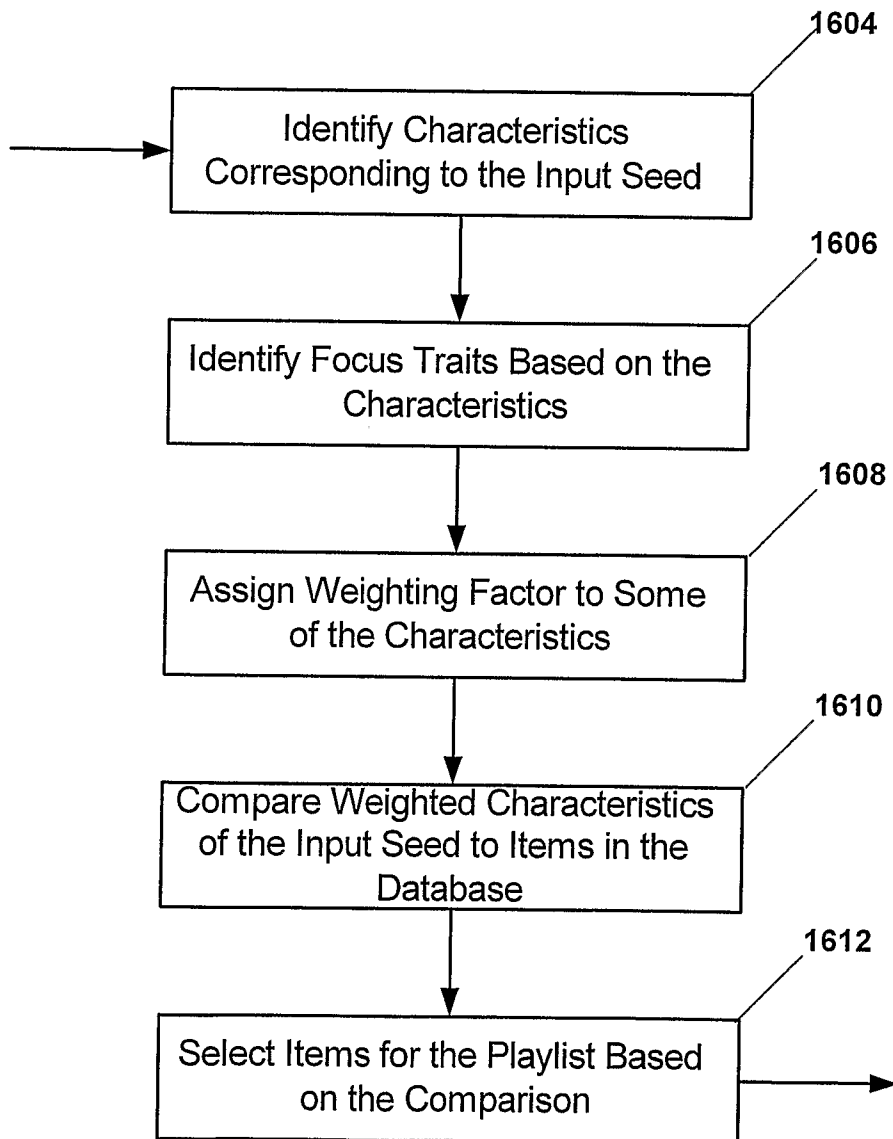 1604
Identify Characteristics
Corresponding to the Input Seed
1606
Identify Focus Traits Based on the
Characteristics
1608
Assign Weighting Factor to Some
of the Characteristics
1610
Compare Weighted Characteristics
of the Input Seed to Items in the
Database
1612
Select Items for the Playlist Based
on the Comparison